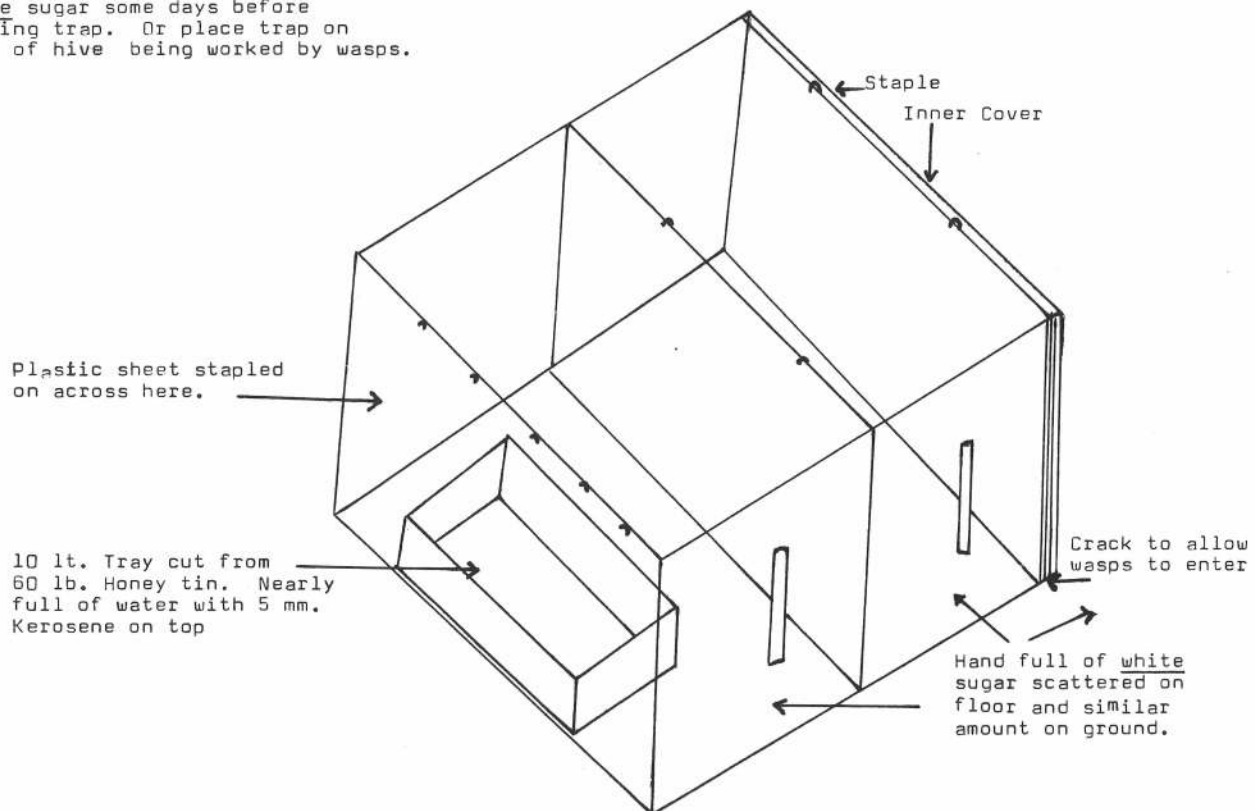 e sugar some days before
ing trap. Or place trap on
of hive being worked by wasps.
Staple
Inner Cover
Plastic sheet stapled
on across here.
10 lt. Tray cut from
60 lb. Honey tin. Nearly
full of water with 5 mm.
Kerosene on top
Crack to allow
wasps to enter
Hand full of white
sugar scattered on
floor and similar
amount on ground.